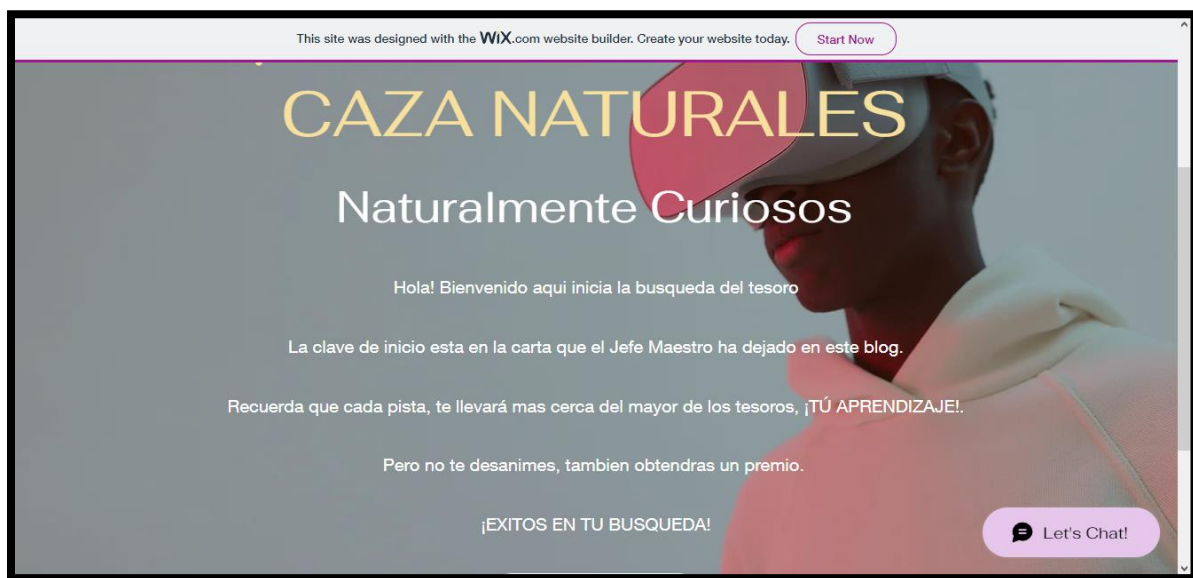 This site was designed with the WiX.com website builder. Create your website today. Start Now
CAZA NATURALES
Naturalmente Curiosos
Hola! Bienvenido aqui inicia la busqueda del tesoro
La clave de inicio esta en la carta que el Jefe Maestro ha dejado en este blog.
Recuerda que cada pista, te llevará mas cerca del mayor de los tesoros, ¡TÚ APRENDIZAJE!.
Pero no te desanimes, tambien obtendras un premio.
¡EXITOS EN TU BUSQUEDA!
Let's Chat!